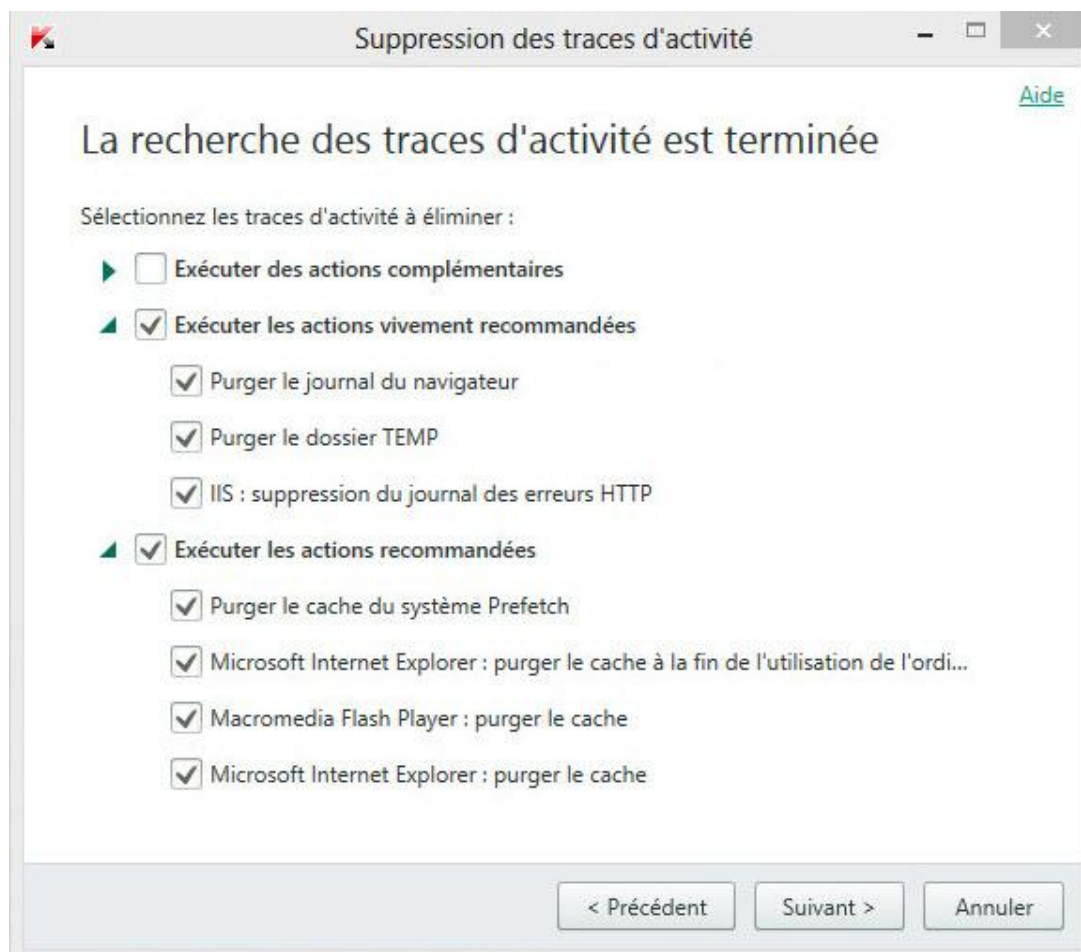 Suppression des traces d'activité
Aide
La recherche des traces d'activité est terminée
Sélectionnez les traces d'activité à éliminer :
Exécuter des actions complémentaires
Exécuter les actions vivement recommandées
Purger le journal du navigateur
Purger le dossier TEMP
IIS : suppression du journal des erreurs HTTP
Exécuter les actions recommandées
Purger le cache du système Prefetch
Microsoft Internet Explorer : purger le cache à la fin de l'utilisation de l'ordi...
Macromedia Flash Player : purger le cache
Microsoft Internet Explorer : purger le cache
< Précédent
Suivant >
Annuler